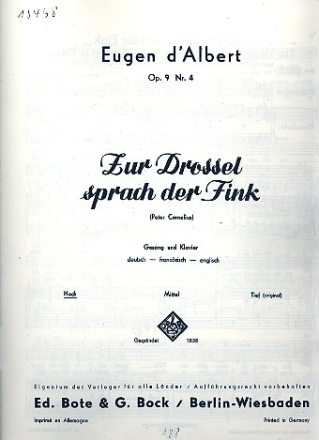 Eugen d'Albert
Op. 9 Nr. 4
Zur Drossel
sprach der Fink
(Peter Cornelius)
Gesang und Klavier
deutsch — französisch — englisch
Hoch Mittel Tief (original)
Gegründet 1838
Eigentum der Verleger für alle Länder / Aufführungsrecht vorbehalten
Ed. Bote & G. Bock / Berlin-Wiesbaden
Imprimé en Allemagne Printed in Germany